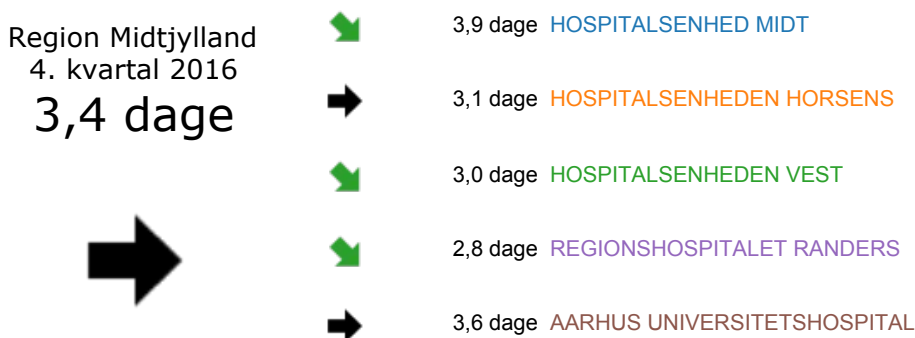 Region Midtjylland
4. kvartal 2016
3,4 dage
3,9 dage HOSPITALSENHED MIDT
3,1 dage HOSPITALSENHEDEN HORSENS
3,0 dage HOSPITALSENHEDEN VEST
2,8 dage REGIONSHOSPITALET RANDERS
3,6 dage AARHUS UNIVERSITETSHOSPITAL